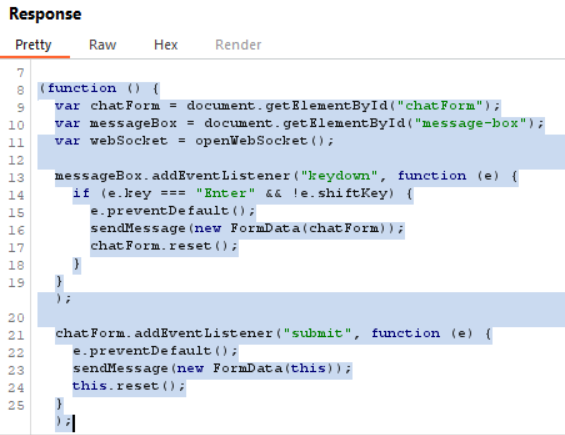 Response
Pretty Raw Hex Render
7
8 (function () {
9 var chatForm = document.getElementById("chatForm");
10 var messageBox = document.getElementById("message-box");
11 var webSocket = openWebSocket();
12
13 messageBox.addEventListener("keydown", function (e) {
14 if (e.key === "Enter" && !e.shiftKey) {
15 e.preventDefault();
16 sendMessage(new FormData(chatForm));
17 chatForm.reset();
18 }
19 }
);
20
21 chatForm.addEventListener("submit", function (e) {
22 e.preventDefault();
23 sendMessage(new FormData(this));
24 this.reset();
25 }
);